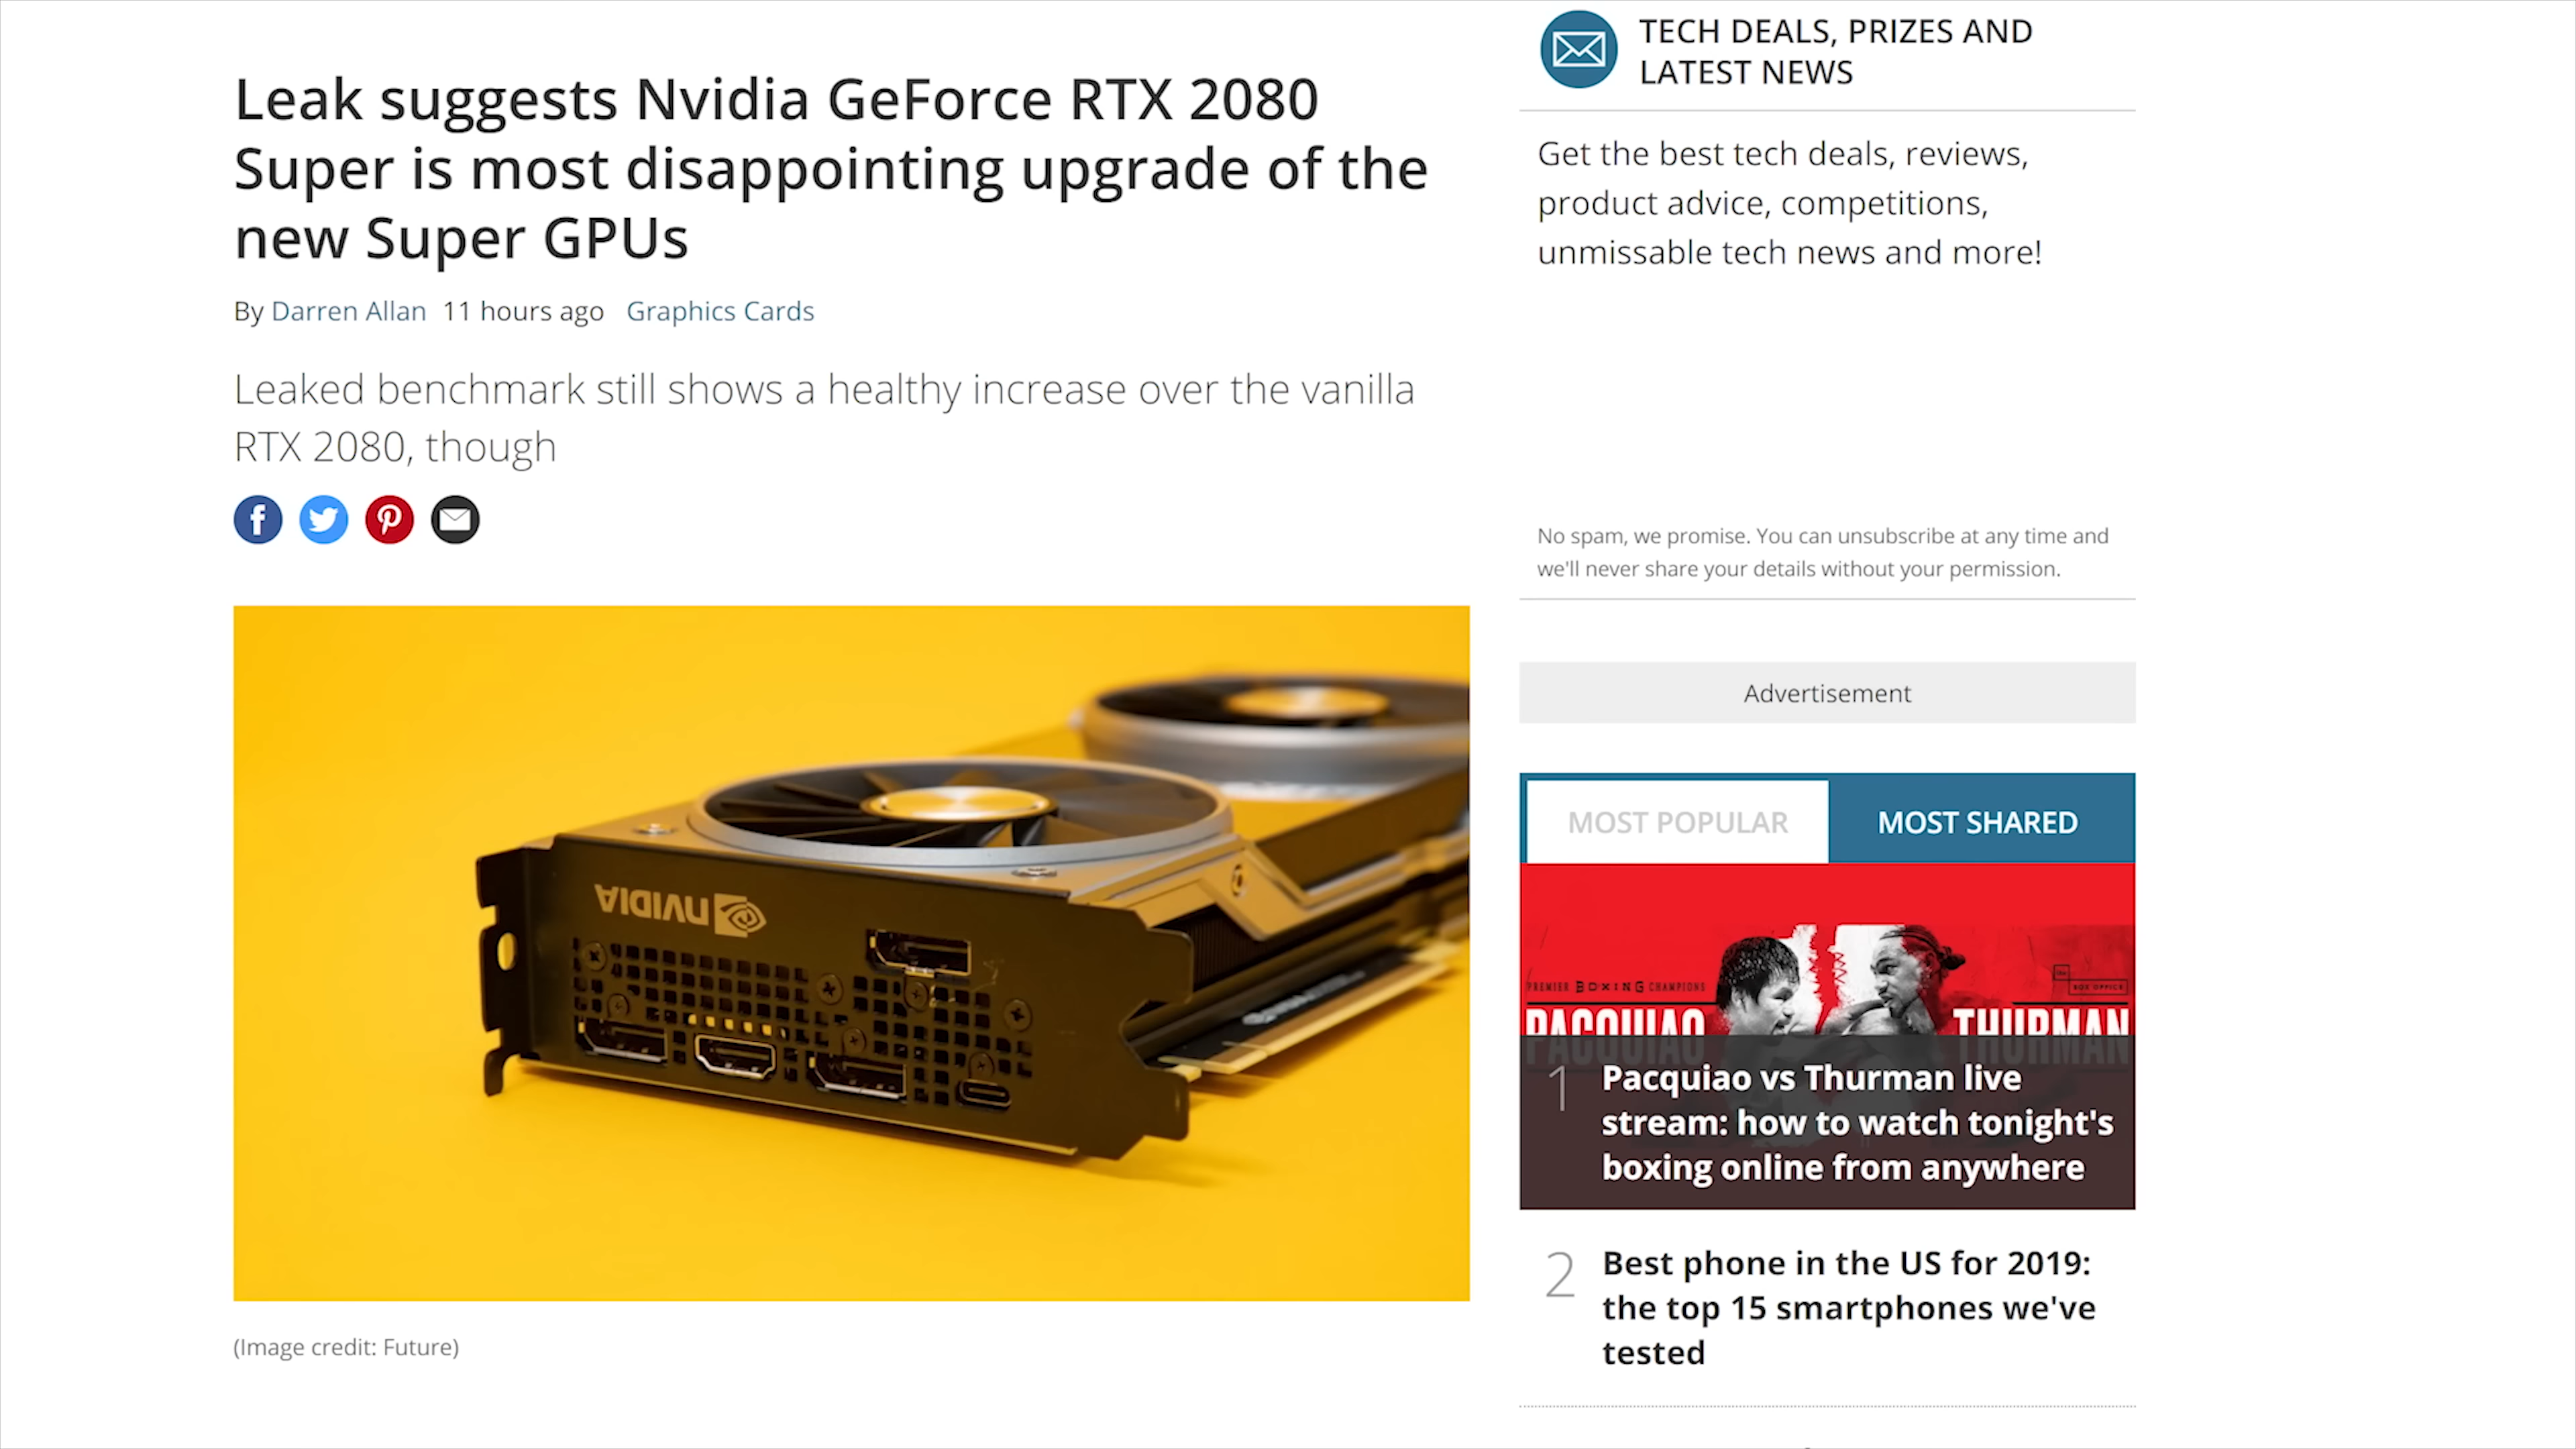 Leak suggests Nvidia GeForce RTX 2080
Super is most disappointing upgrade of the
new Super GPUs
By Darren Allan 11 hours ago Graphics Cards
Leaked benchmark still shows a healthy increase over the vanilla
RTX 2080, though
NVIDIA
(Image credit: Future)
TECH DEALS, PRIZES AND
LATEST NEWS
Get the best tech deals, reviews,
product advice, competitions,
unmissable tech news and more!
No spam, we promise. You can unsubscribe at any time and
we'll never share your details without your permission.
Advertisement
MOST POPULAR
MOST SHARED
PREMIER BOXING CHAMPIONS
BOX OFFICE
PACQUIAO
THURMAN
1
Pacquiao vs Thurman live
stream: how to watch tonight's
boxing online from anywhere
2
Best phone in the US for 2019:
the top 15 smartphones we've
tested